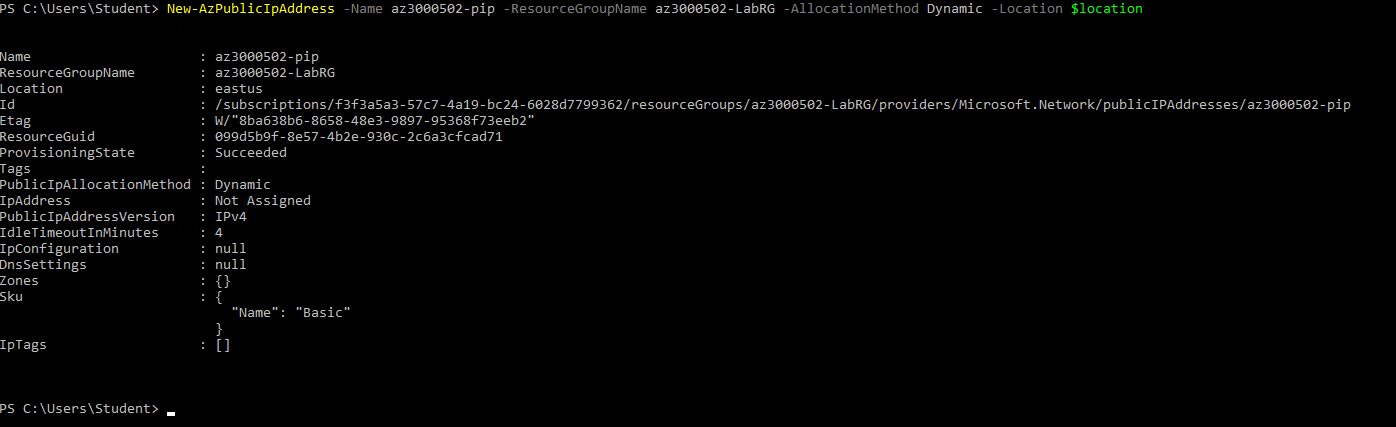 PS C:\Users\Student> New-AzPublicIpAddress -Name az3000502-pip -ResourceGroupName az3000502-LabRG -AllocationMethod Dynamic -Location $location
Name                     : az3000502-pip
ResourceGroupName        : az3000502-LabRG
Location                 : eastus
Id                       : /subscriptions/f3f3a5a3-57c7-4a19-bc24-6028d7799362/resourceGroups/az3000502-LabRG/providers/Microsoft.Network/publicIPAddresses/az3000502-pip
Etag                     : W/"8ba638b6-8658-48e3-9897-95368f73eeb2"
ResourceGuid             : 099d5b9f-8e57-4b2e-930c-2c6a3cfcad71
ProvisioningState        : Succeeded
Tags                     :
PublicIpAllocationMethod : Dynamic
IpAddress                : Not Assigned
PublicIpAddressVersion   : IPv4
IdleTimeoutInMinutes     : 4
IpConfiguration          : null
DnsSettings              : null
Zones                    : {}
Sku                      : {
                             "Name": "Basic"
                           }
IpTags                   : []
PS C:\Users\Student>